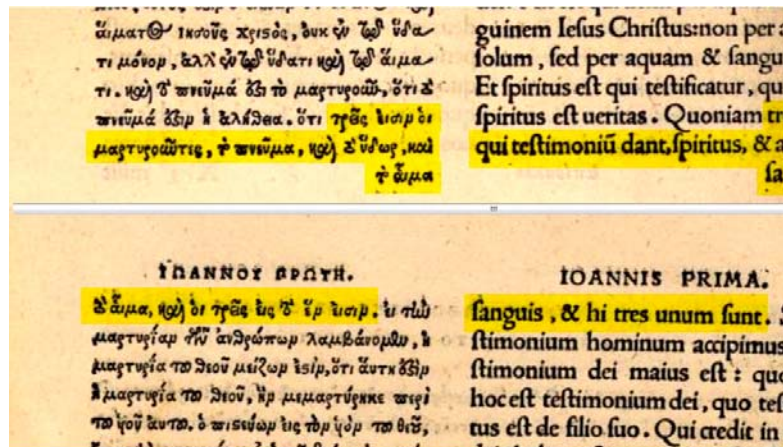 αἵματος Ἰησοῦς χριστός, οὐκ ἐν τῷ ὕδα-
τι μόνον, ἀλλ' ἐν τῷ ὕδατι καὶ τῷ αἵμα-
τι. καὶ τὸ πνεῦμά ἐστι τὸ μαρτυροῦν, ὅτι τὸ
πνεῦμά ἐστιν ἡ ἀλήθεια. ὅτι τρεῖς εἰσιν οἱ
μαρτυροῦντες, τὸ πνεῦμα, καὶ τὸ ὕδωρ, καὶ
τὸ αἷμα
guinem Iesus Christus:non per
solum, sed per aquam & sangu
Et spiritus est qui testificatur, qu
spiritus est ueritas. Quoniam tr
qui testimoniū dant, spiritus, & a
sa
ΙΩΑΝΝΟΥ ΠΡΩΤΗ.
τὸ αἷμα, καὶ οἱ τρεῖς εἰς τὸ ἕν εἰσιν. εἰ τὴν
μαρτυρίαν τῶν ἀνθρώπων λαμβάνομεν, ἡ
μαρτυρία τοῦ θεοῦ μείζων ἐσίν, ὅτι αὕτη ἐστὶν
ἡ μαρτυρία τοῦ θεοῦ, ἣν μεμαρτύρηκε περὶ
τοῦ υἱοῦ αὐτοῦ. ὁ πιστεύων εἰς τὸν υἱὸν τοῦ θεοῦ,
IOANNIS PRIMA.
sanguis, & hi tres unum sunt.
stimonium hominum accipimus
stimonium dei maius est : quo
hoc est testimonium dei, quo tes
tus est de filio suo. Qui credit in